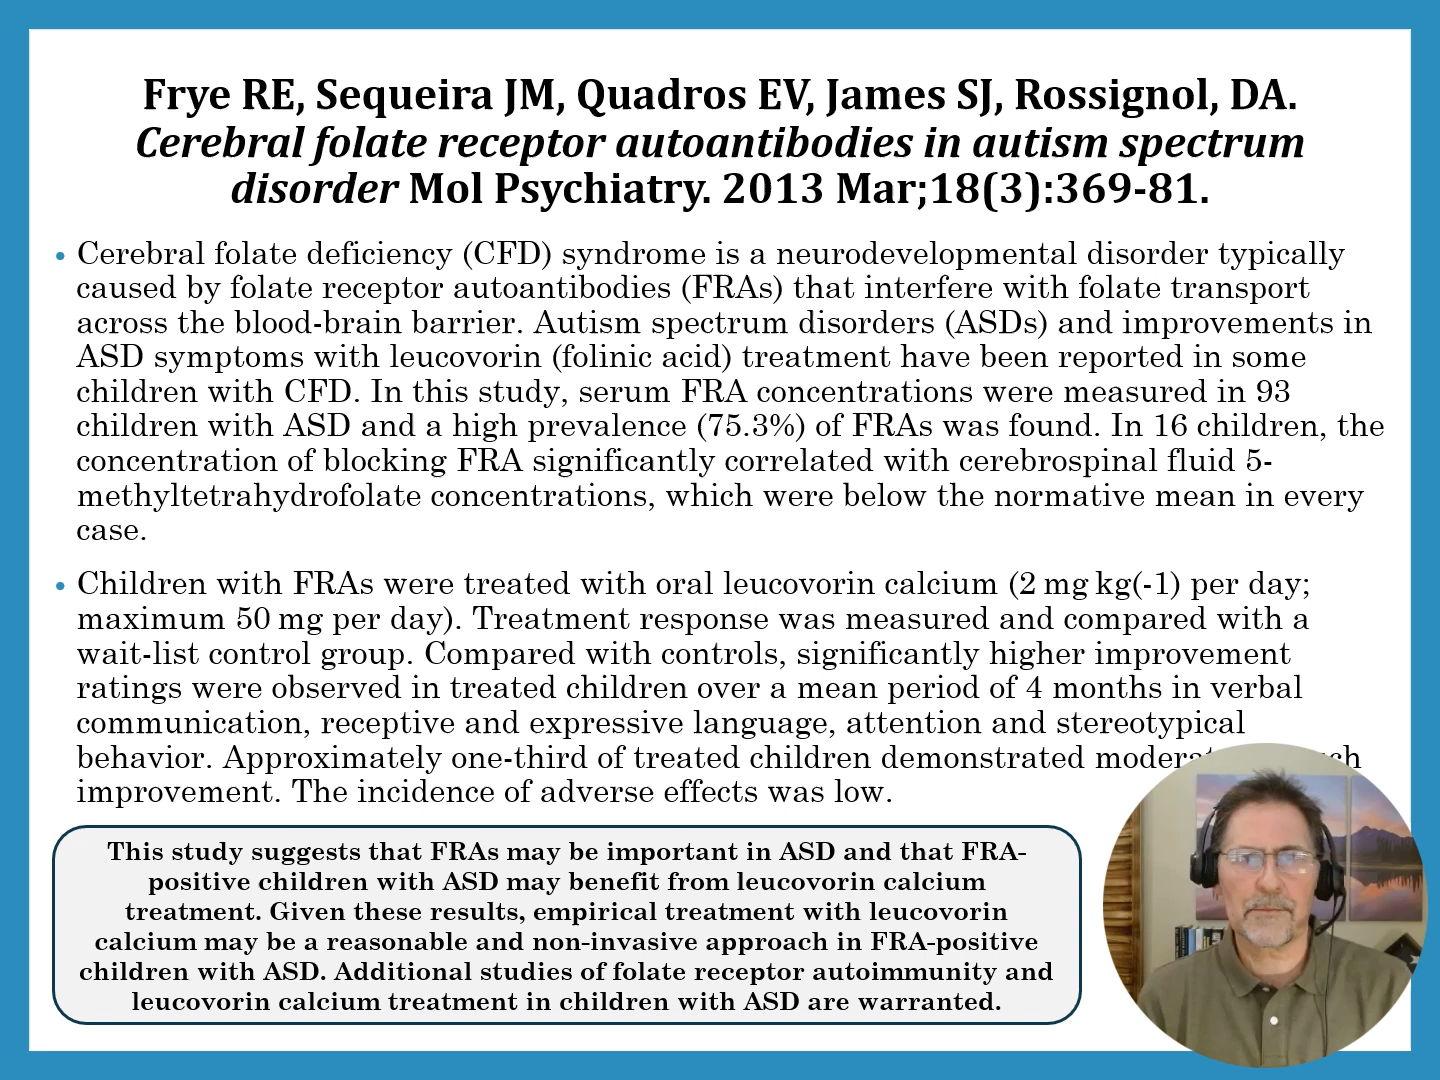 Frye RE, Sequeira JM, Quadros EV, James SJ, Rossignol, DA.
Cerebral folate receptor autoantibodies in autism spectrum
disorder Mol Psychiatry. 2013 Mar;18(3):369-81.
• Cerebral folate deficiency (CFD) syndrome is a neurodevelopmental disorder typically
caused by folate receptor autoantibodies (FRAs) that interfere with folate transport
across the blood-brain barrier. Autism spectrum disorders (ASDs) and improvements in
ASD symptoms with leucovorin (folinic acid) treatment have been reported in some
children with CFD. In this study, serum FRA concentrations were measured in 93
children with ASD and a high prevalence (75.3%) of FRAs was found. In 16 children, the
concentration of blocking FRA significantly correlated with cerebrospinal fluid 5-
methyltetrahydrofolate concentrations, which were below the normative mean in every
case.
• Children with FRAs were treated with oral leucovorin calcium (2 mg kg(-1) per day;
maximum 50 mg per day). Treatment response was measured and compared with a
wait-list control group. Compared with controls, significantly higher improvement
ratings were observed in treated children over a mean period of 4 months in verbal
communication, receptive and expressive language, attention and stereotypical
behavior. Approximately one-third of treated children demonstrated
improvement. The incidence of adverse effects was low.
This study suggests that FRAs may be important in ASD and that FRA-
positive children with ASD may benefit from leucovorin calcium
treatment. Given these results, empirical treatment with leucovorin
calcium may be a reasonable and non-invasive approach in FRA-positive
children with ASD. Additional studies of folate receptor autoimmunity and
leucovorin calcium treatment in children with ASD are warranted.